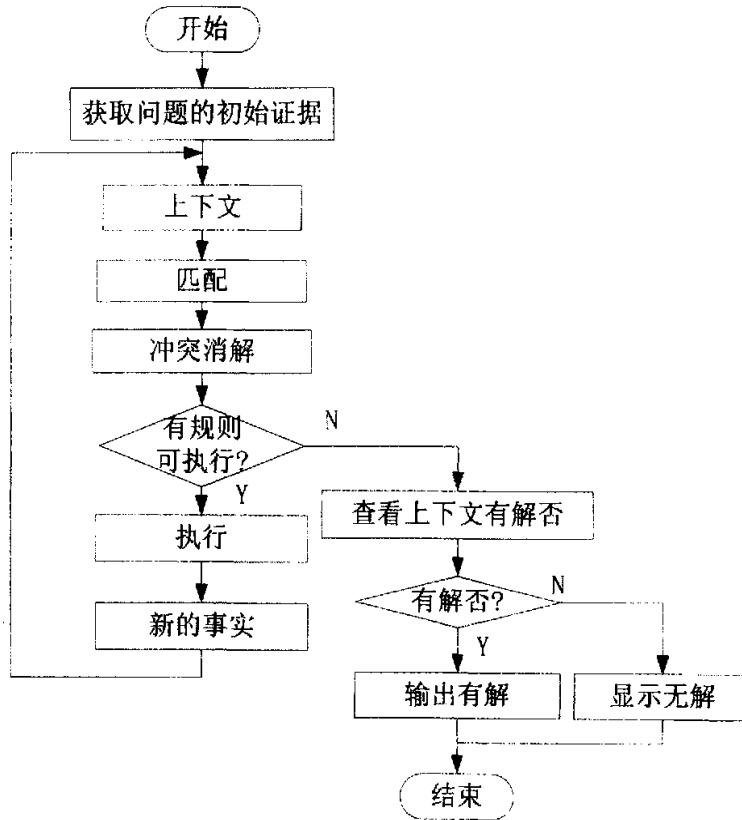 开始
获取问题的初始证据
上下文
匹配
冲突消解
有规则
可执行?
N
Y
执行
新的事实
查看上下文有解否
有解否?
N
Y
输出有解
显示无解
结束